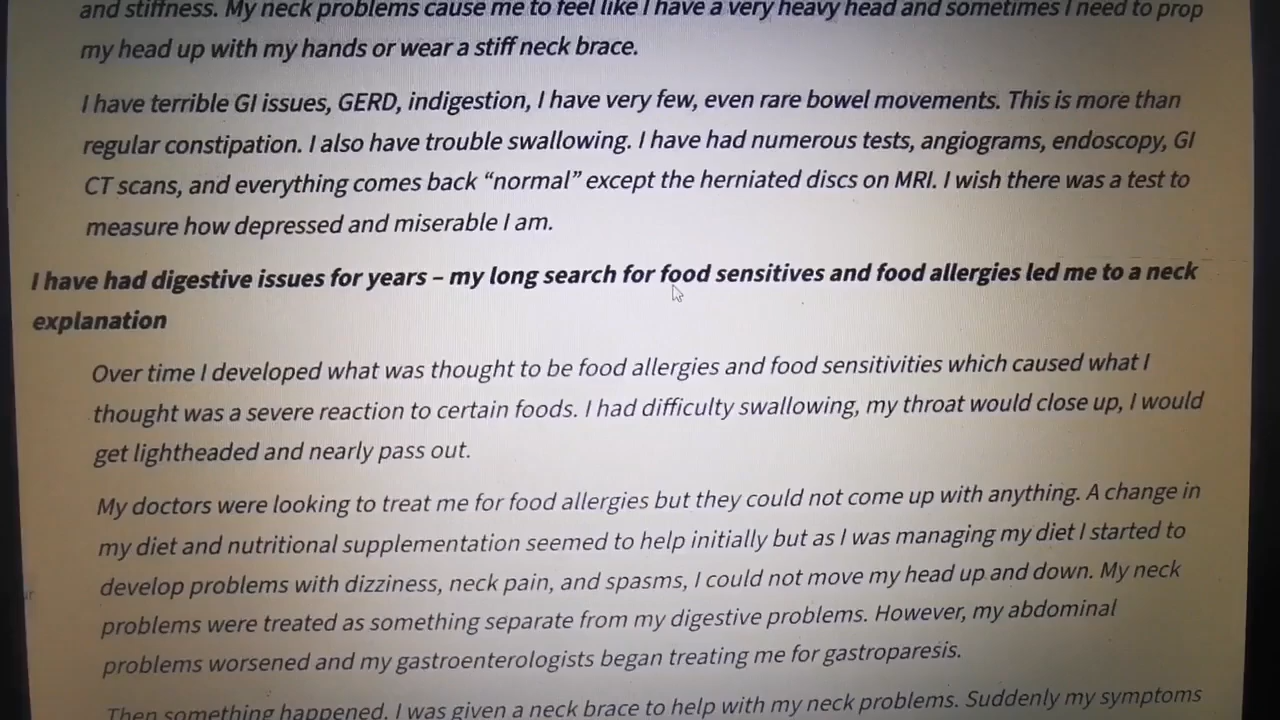 and stiffness. My neck problems cause me to feel like I have a very heavy head and sometimes I need to prop
my head up with my hands or wear a stiff neck brace.
I have terrible GI issues, GERD, indigestion, I have very few, even rare bowel movements. This is more than
regular constipation. I also have trouble swallowing. I have had numerous tests, angiograms, endoscopy, GI
CT scans, and everything comes back “normal” except the herniated discs on MRI. I wish there was a test to
measure how depressed and miserable I am.
I have had digestive issues for years – my long search for food sensitives and food allergies led me to a neck
explanation
Over time I developed what was thought to be food allergies and food sensitivities which caused what I
thought was a severe reaction to certain foods. I had difficulty swallowing, my throat would close up, I would
get lightheaded and nearly pass out.
My doctors were looking to treat me for food allergies but they could not come up with anything. A change in
my diet and nutritional supplementation seemed to help initially but as I was managing my diet I started to
develop problems with dizziness, neck pain, and spasms, I could not move my head up and down. My neck
problems were treated as something separate from my digestive problems. However, my abdominal
problems worsened and my gastroenterologists began treating me for gastroparesis.
Then something happened. I was given a neck brace to help with my neck problems. Suddenly my symptoms